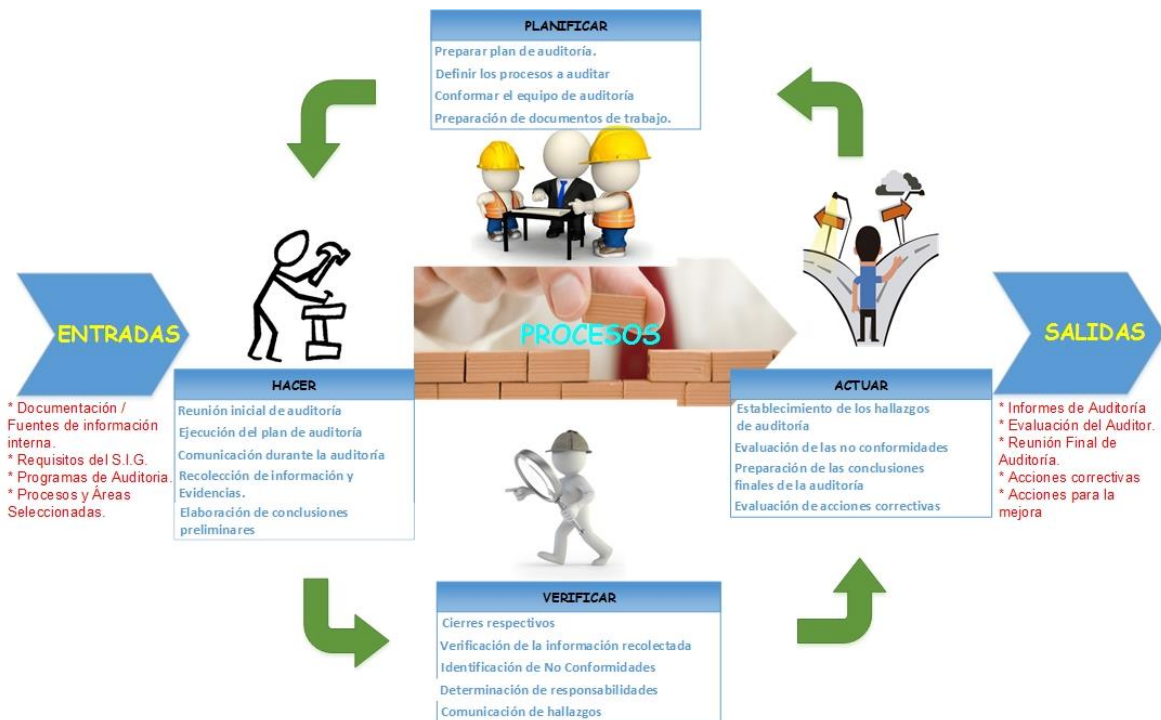 PLANIFICAR
Preparar plan de auditoría.
Definir los procesos a auditar
Conformar el equipo de auditoría
Preparación de documentos de trabajo.
ENTRADAS
* Documentación /
Fuentes de información
interna.
* Requisitos del S.I.G.
* Programas de Auditoria.
* Procesos y Áreas
Seleccionadas.
HACER
Reunión inicial de auditoría
Ejecución del plan de auditoría
Comunicación durante la auditoría
Recolección de información y
Evidencias.
Elaboración de conclusiones
preliminares
PROCESOS
ACTUAR
Establecimiento de los hallazgos
de auditoría
Evaluación de las no conformidades
Preparación de las conclusiones
finales de la auditoría
Evaluación de acciones correctivas
SALIDAS
* Informes de Auditoría
* Evaluación del Auditor.
* Reunión Final de
Auditoría.
* Acciones correctivas
* Acciones para la
mejora
VERIFICAR
Cierres respectivos
Verificación de la información recolectada
Identificación de No Conformidades
Determinación de responsabilidades
Comunicación de hallazgos